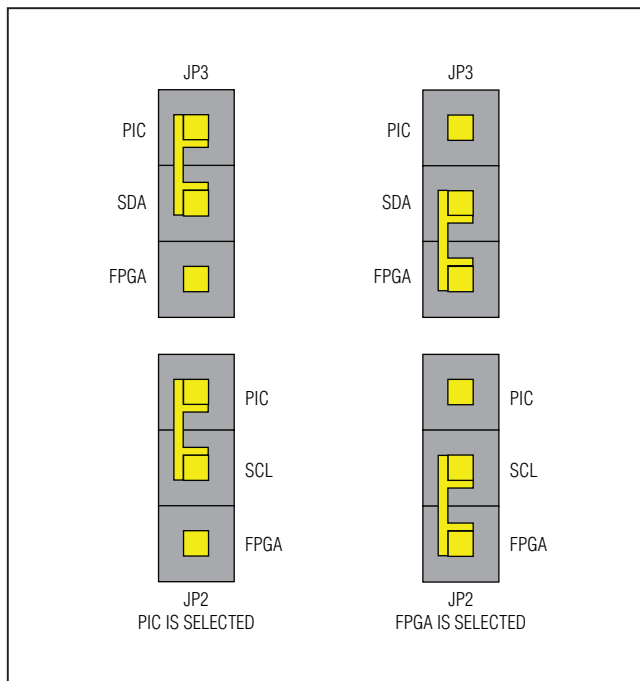 JP3
PIC
SDA
FPGA
PIC
SCL
FPGA
JP2
PIC IS SELECTED
JP3
PIC
SDA
FPGA
PIC
SCL
FPGA
JP2
FPGA IS SELECTED